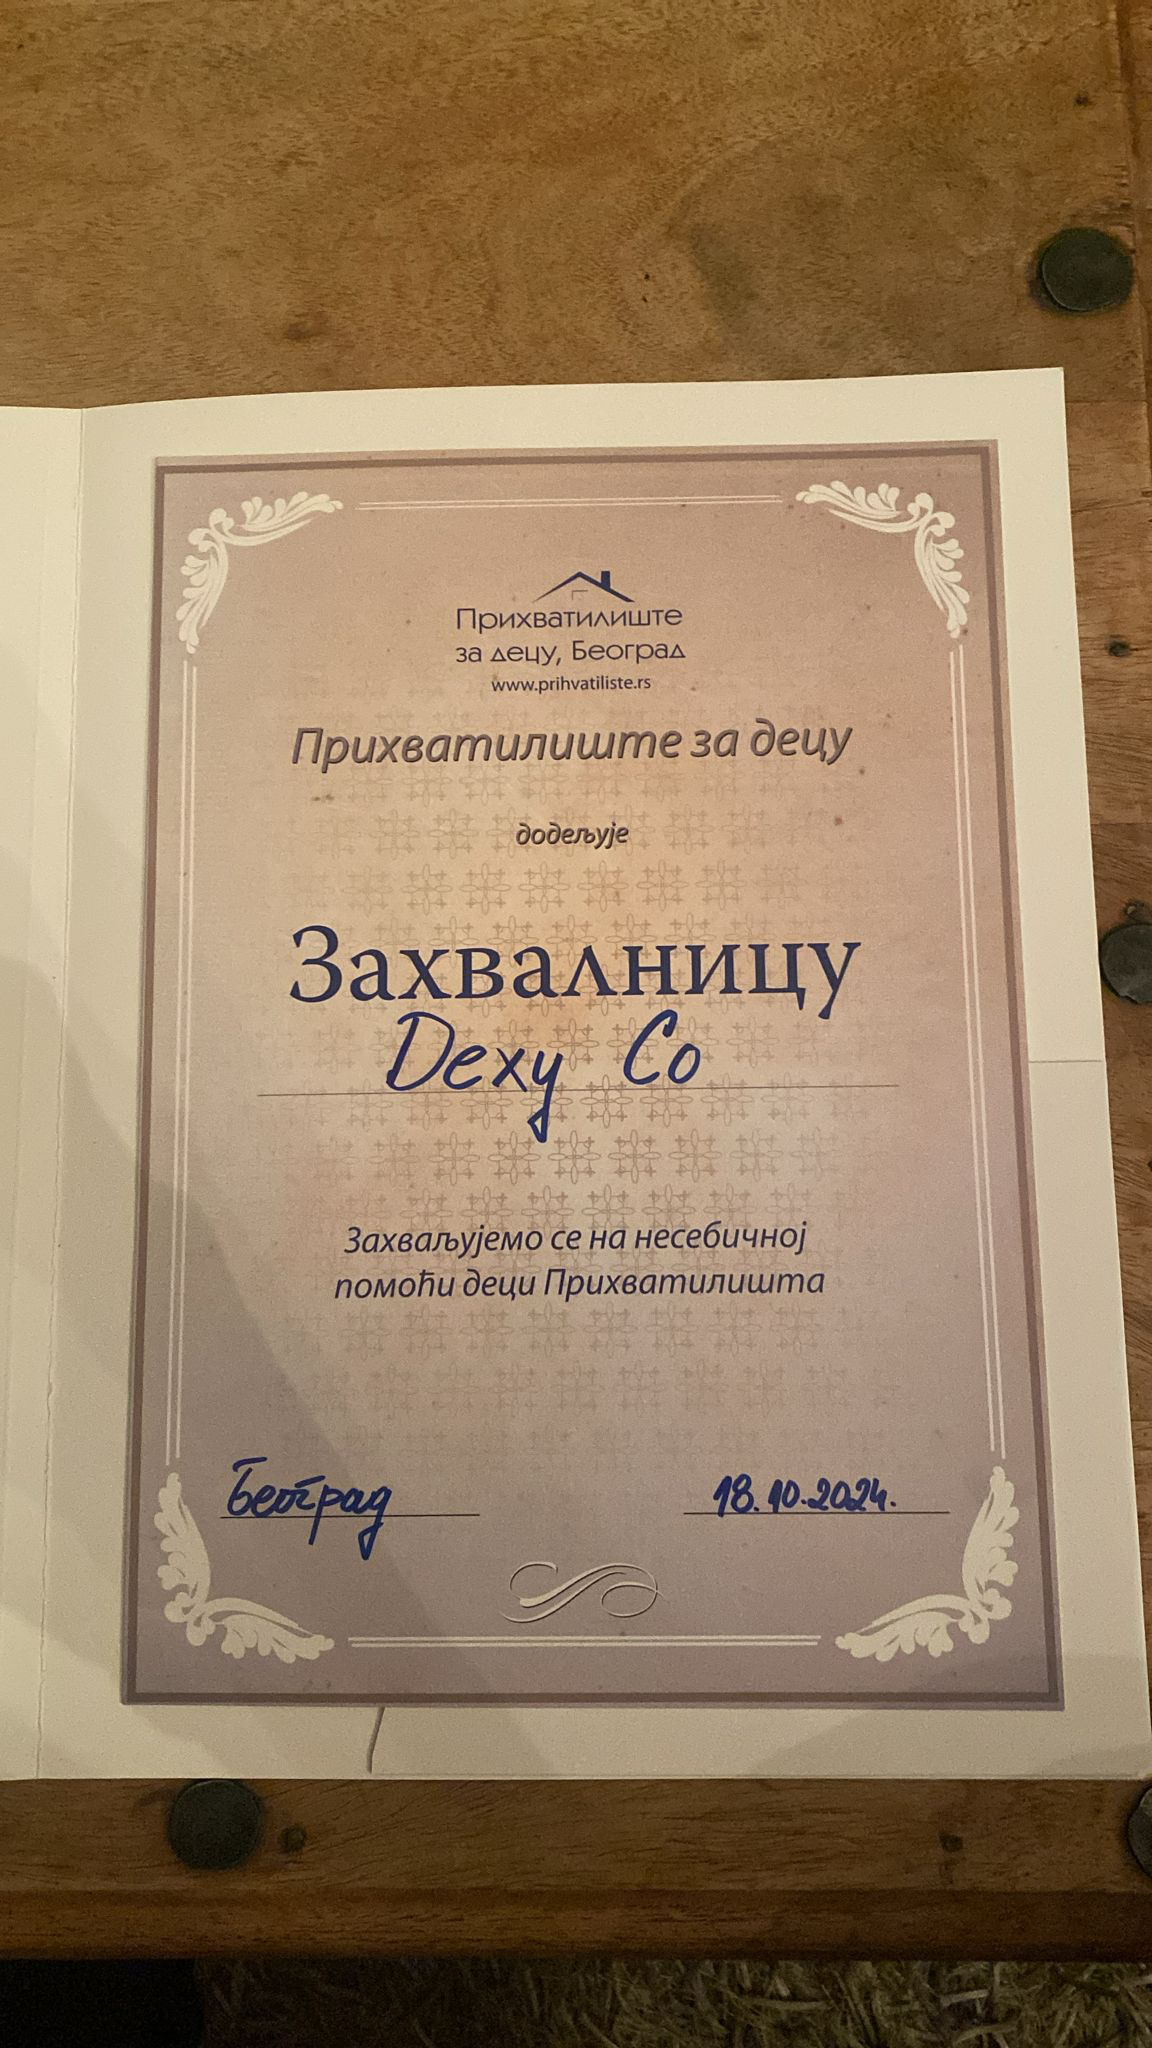 Прихватилиште
за децу, Београд
www.prihvatiliste.rs
Прихватилиште за децу
додељује
Захвалницу
Dexy Co
Захваљујемо се на несебичној
помоћи деци Прихватилишта
Београд
18.10.2024.